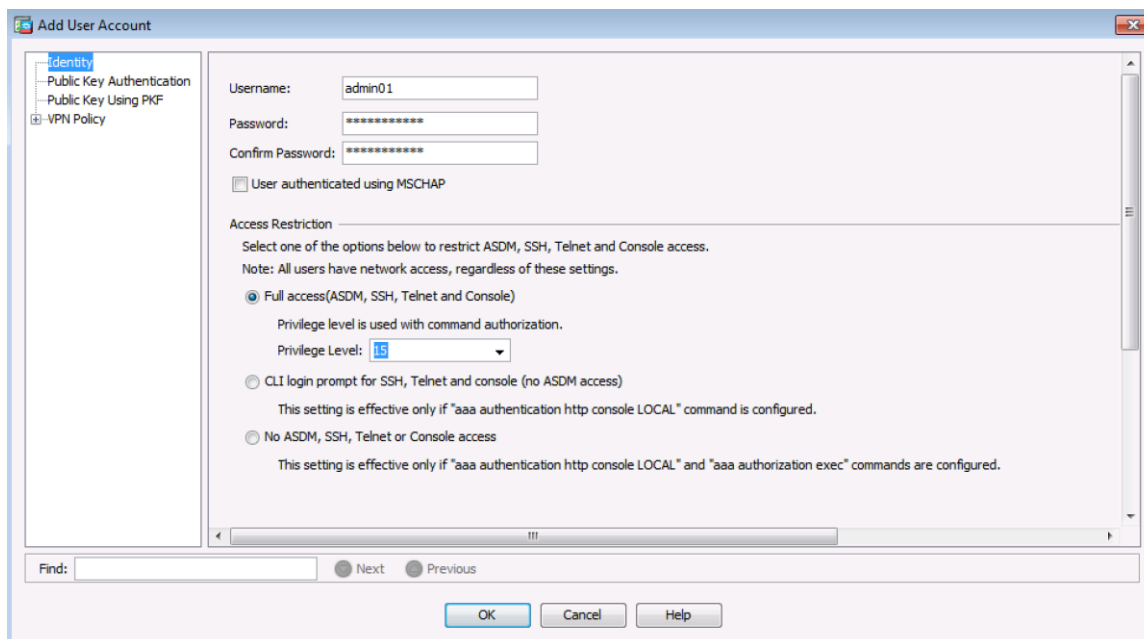 Add User Account
Identity
Public Key Authentication
Public Key Using PKF
VPN Policy
Username: admin01
Password: ***********
Confirm Password: ***********
User authenticated using MSCHAP
Access Restriction
Select one of the options below to restrict ASDM, SSH, Telnet and Console access.
Note: All users have network access, regardless of these settings.
Full access(ASDM, SSH, Telnet and Console)
Privilege level is used with command authorization.
Privilege Level: 15
CLI login prompt for SSH, Telnet and console (no ASDM access)
This setting is effective only if "aaa authentication http console LOCAL" command is configured.
No ASDM, SSH, Telnet or Console access
This setting is effective only if "aaa authentication http console LOCAL" and "aaa authorization exec" commands are configured.
Find: Next Previous
OK Cancel Help